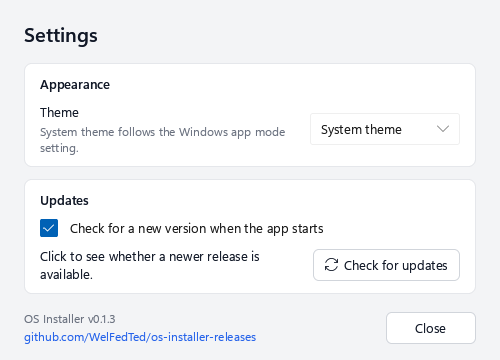 Settings
Appearance
Theme
System theme follows the Windows app mode
setting.
System theme
Updates
Check for a new version when the app starts
Click to see whether a newer release is
available.
Check for updates
OS Installer v0.1.3
github.com/WelFedTed/os-installer-releases
Close